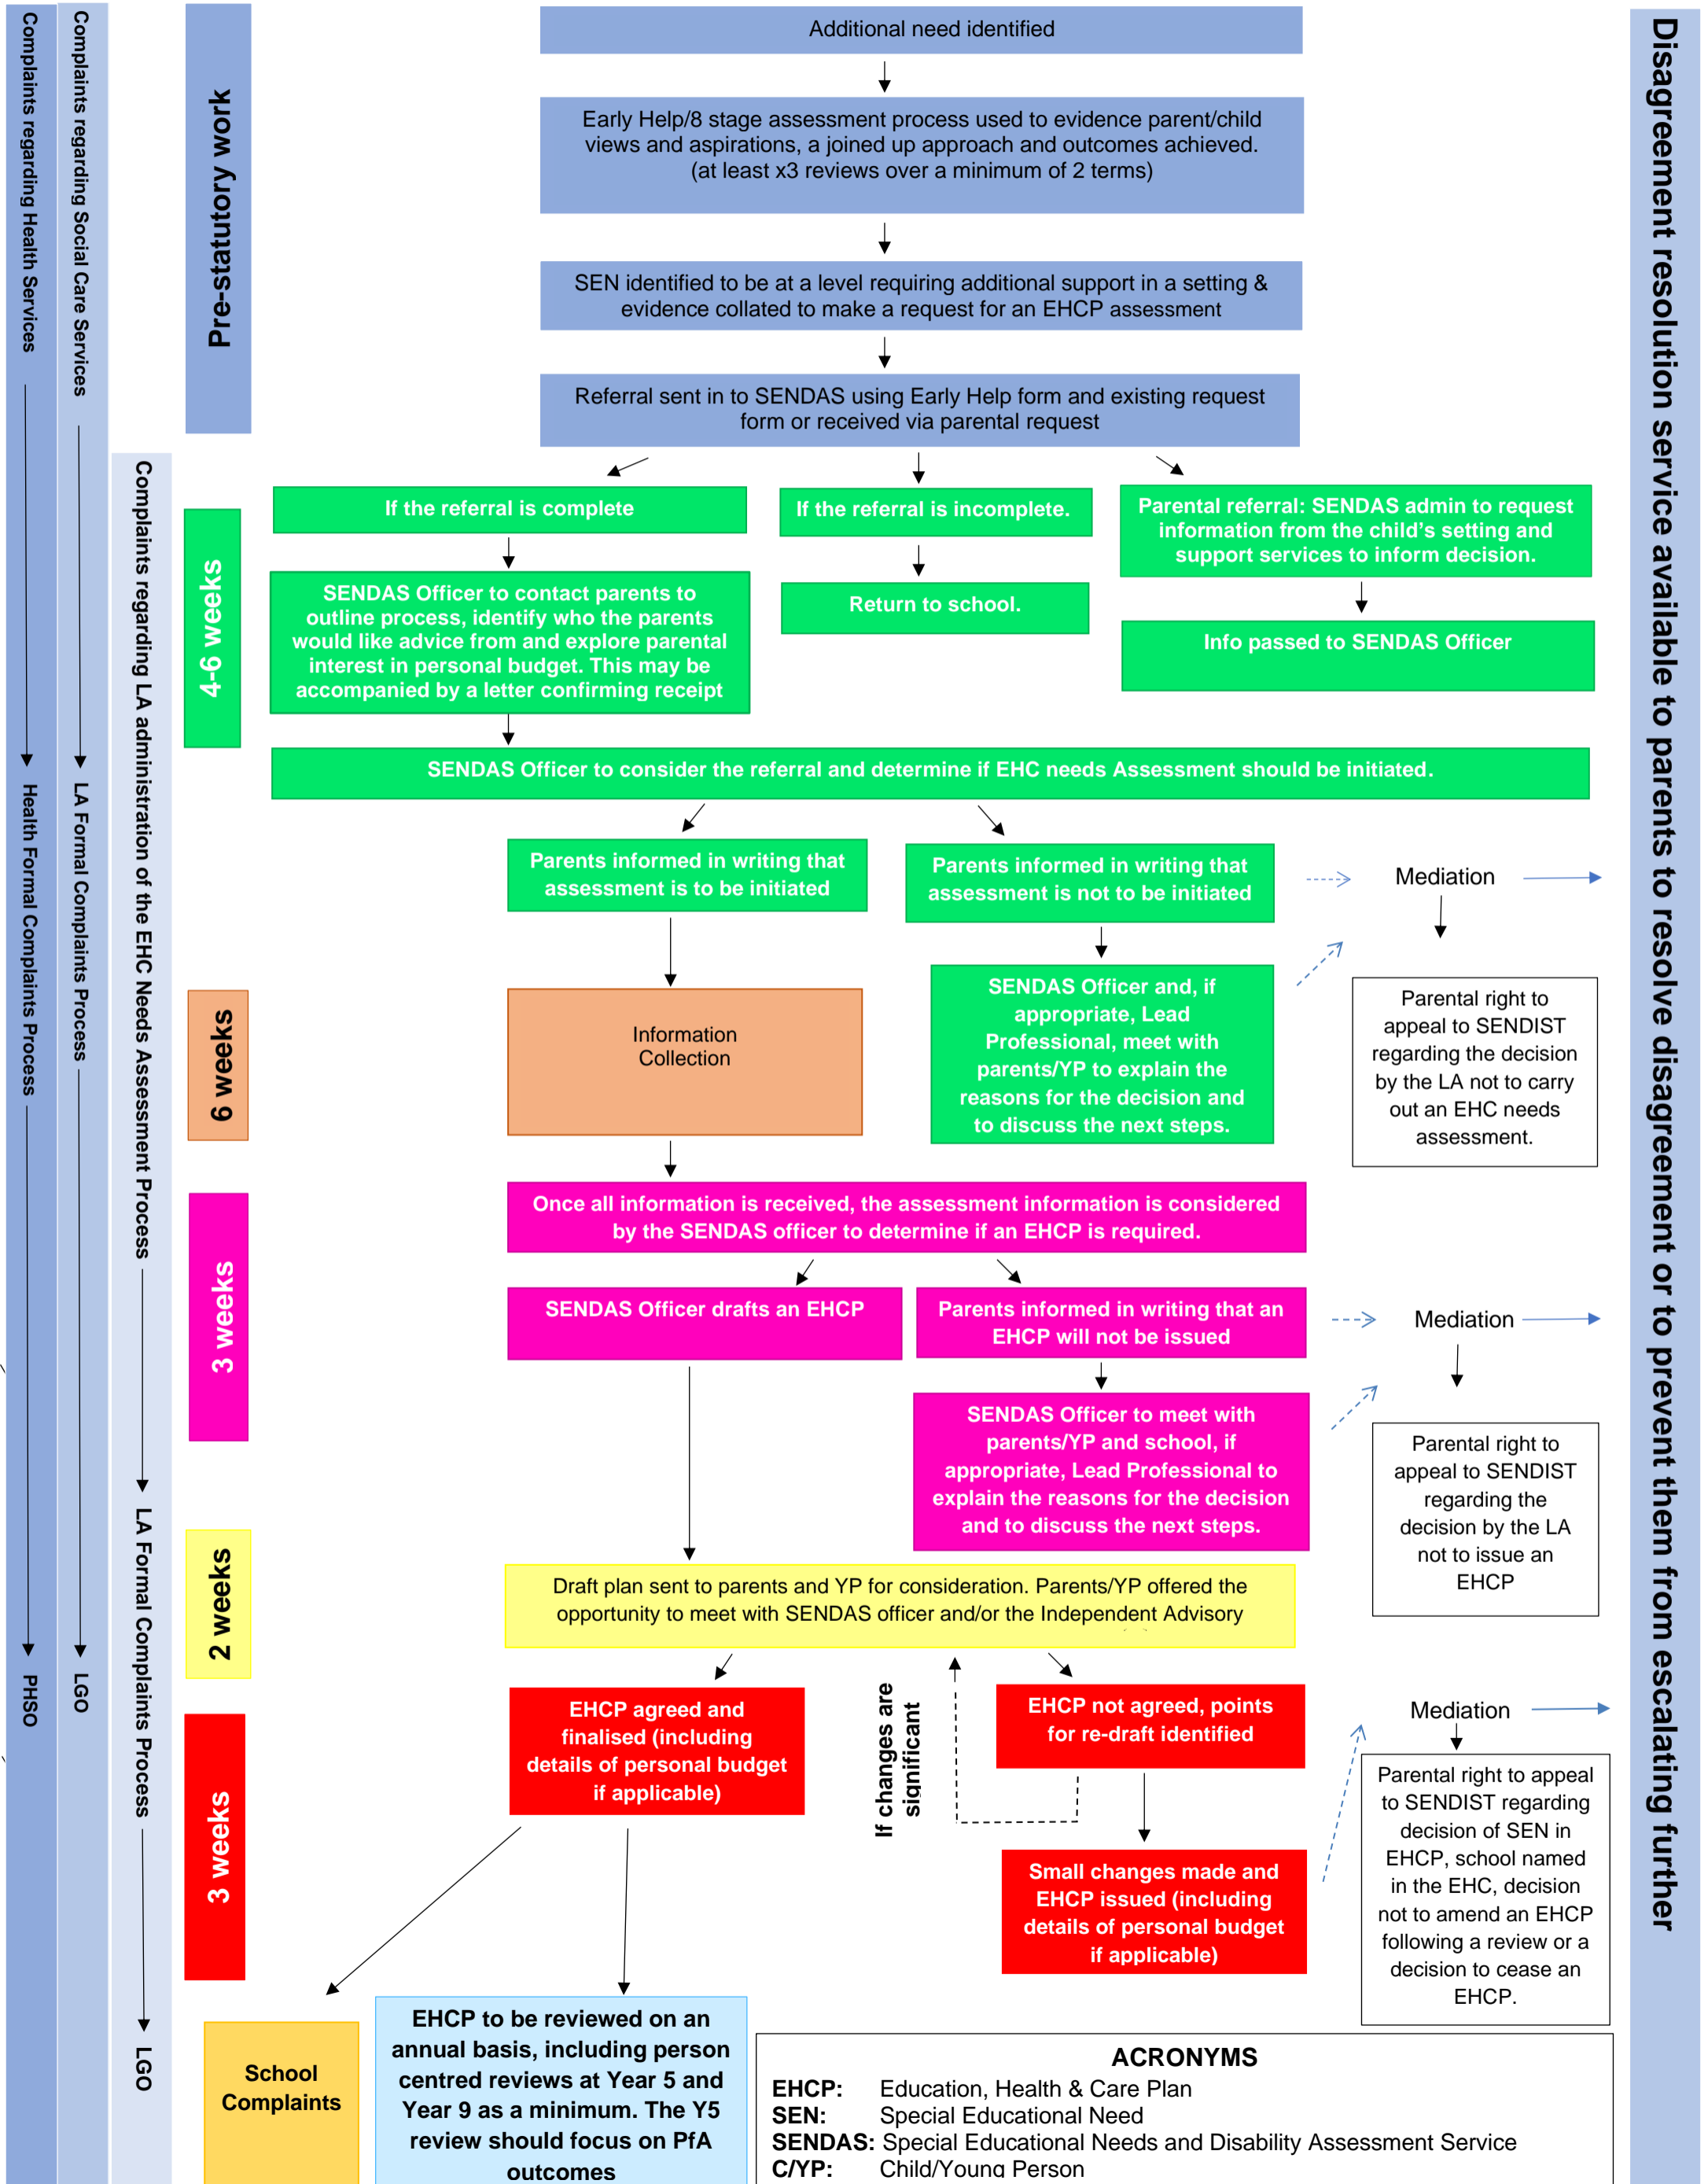 Complaints regarding Health Services
Health Formal Complaints Process
PHSO
Complaints regarding Social Care Services
LA Formal Complaints Process
LGO
Complaints regarding LA administration of the EHC Needs Assessment Process
LA Formal Complaints Process
LGO
Pre-statutory work
Additional need identified
Early Help/8 stage assessment process used to evidence parent/child
views and aspirations, a joined up approach and outcomes achieved.
(at least x3 reviews over a minimum of 2 terms)
SEN identified to be at a level requiring additional support in a setting &
evidence collated to make a request for an EHCP assessment
Referral sent in to SENDAS using Early Help form and existing request
form or received via parental request
4-6 weeks
If the referral is complete
SENDAS Officer to contact parents to
outline process, identify who the parents
would like advice from and explore parental
interest in personal budget. This may be
accompanied by a letter confirming receipt
If the referral is incomplete.
Return to school.
Parental referral: SENDAS admin to request
information from the child’s setting and
support services to inform decision.
Info passed to SENDAS Officer
SENDAS Officer to consider the referral and determine if EHC needs Assessment should be initiated.
Parents informed in writing that
assessment is to be initiated
Parents informed in writing that
assessment is not to be initiated
Mediation
SENDAS Officer and, if
appropriate, Lead
Professional, meet with
parents/YP to explain the
reasons for the decision and
to discuss the next steps.
Parental right to
appeal to SENDIST
regarding the decision
by the LA not to carry
out an EHC needs
assessment.
6 weeks
Information
Collection
3 weeks
Once all information is received, the assessment information is considered
by the SENDAS officer to determine if an EHCP is required.
SENDAS Officer drafts an EHCP
Parents informed in writing that an
EHCP will not be issued
Mediation
SENDAS Officer to meet with
parents/YP and school, if
appropriate, Lead Professional to
explain the reasons for the decision
and to discuss the next steps.
Parental right to
appeal to SENDIST
regarding the
decision by the LA
not to issue an
EHCP
2 weeks
Draft plan sent to parents and YP for consideration. Parents/YP offered the
opportunity to meet with SENDAS officer and/or the Independent Advisory
3 weeks
EHCP agreed and
finalised (including
details of personal budget
if applicable)
If changes are
significant
EHCP not agreed, points
for re-draft identified
Mediation
Small changes made and
EHCP issued (including
details of personal budget
if applicable)
Parental right to appeal
to SENDIST regarding
decision of SEN in
EHCP, school named
in the EHC, decision
not to amend an EHCP
following a review or a
decision to cease an
EHCP.
School
Complaints
EHCP to be reviewed on an
annual basis, including person
centred reviews at Year 5 and
Year 9 as a minimum. The Y5
review should focus on PfA
outcomes
ACRONYMS
EHCP: Education, Health & Care Plan
SEN: Special Educational Need
SENDAS: Special Educational Needs and Disability Assessment Service
C/YP: Child/Young Person
Disagreement resolution service available to parents to resolve disagreement or to prevent them from escalating further